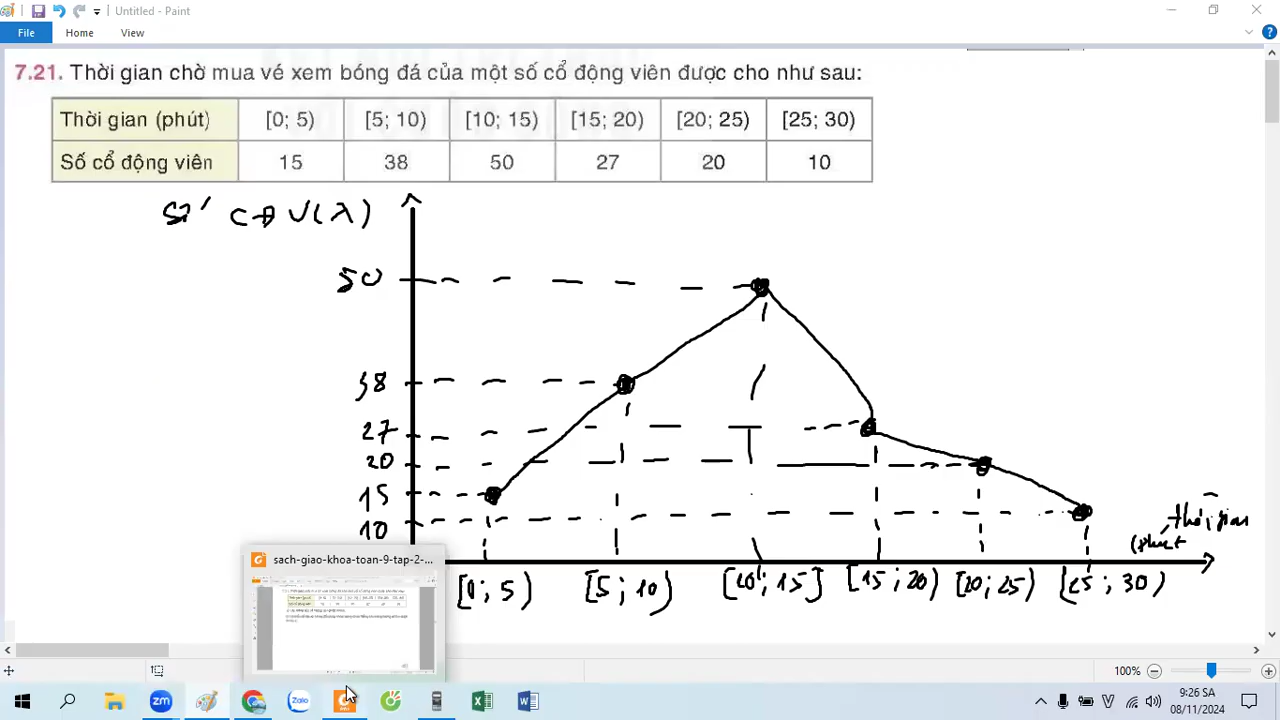 Untitled - Paint
File Home View
7.21. Thời gian chờ mua vé xem bóng đá của một số cổ động viên được cho như sau:
Thời gian (phút) [0; 5) [5; 10) [10; 15) [15; 20) [20; 25) [25; 30)
Số cổ động viên 15 38 50 27 20 10
50
38
27
20
15
10
thời gian
(phút
[0; 5) [5; 10) [10; 15] [15; 20) [20; 25) [25; 30)
sach-giao-khoa-toan-9-tap-2-...
100%
zm Zalo
9:26 SA
08/11/2024